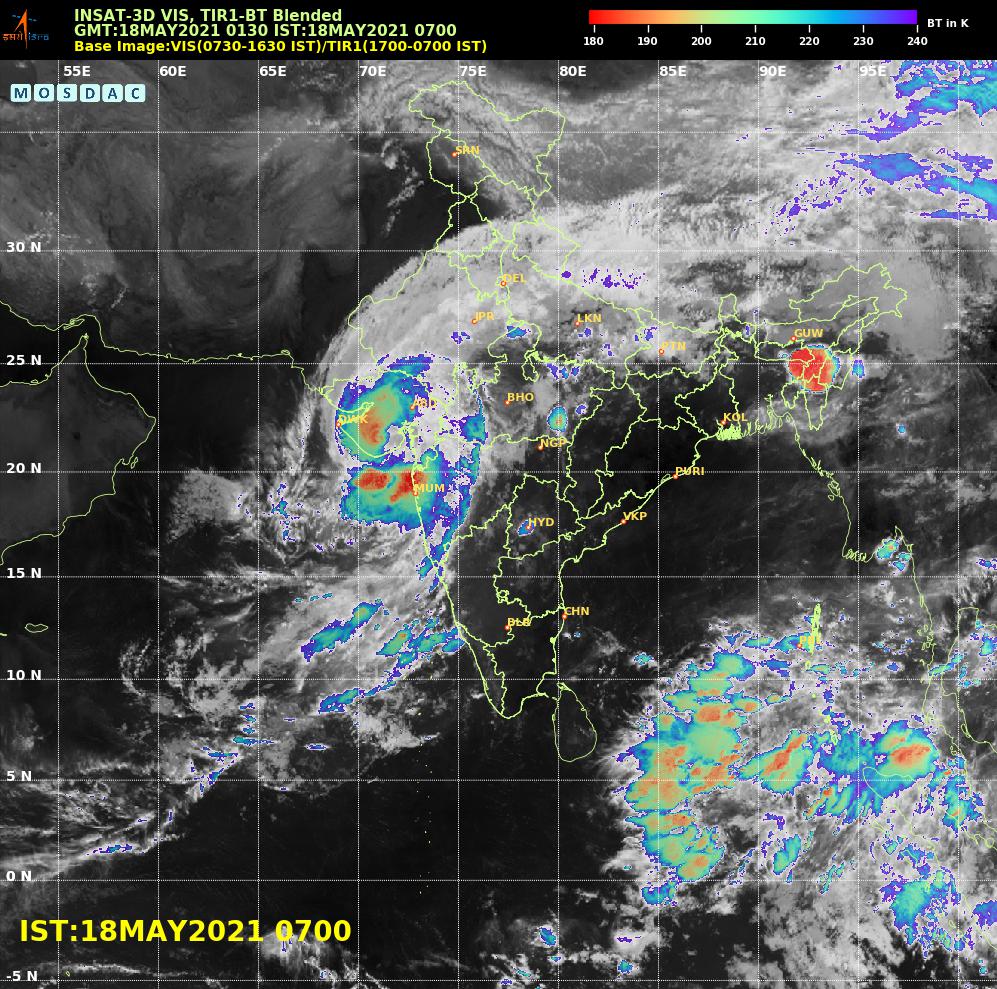 INSAT-3D VIS, TIR1-BT Blended
GMT:18MAY2021 0130 IST:18MAY2021 0700
Base Image:VIS(0730-1630 IST)/TIR1(1700-0700 IST)
BT in K
180 190 200 210 220 230 240
55E 60E 65E 70E 75E 80E 85E 90E 95E
M O S D A C
SRN
30 N
DEL
JPR
LKN
GUW
PTN
25 N
BHO
DWK
KOL
NGP
20 N
PURI
MUM
HYD
VKP
15 N
CHN
BLR
10 N
5 N
0 N
IST:18MAY2021 0700
-5 N